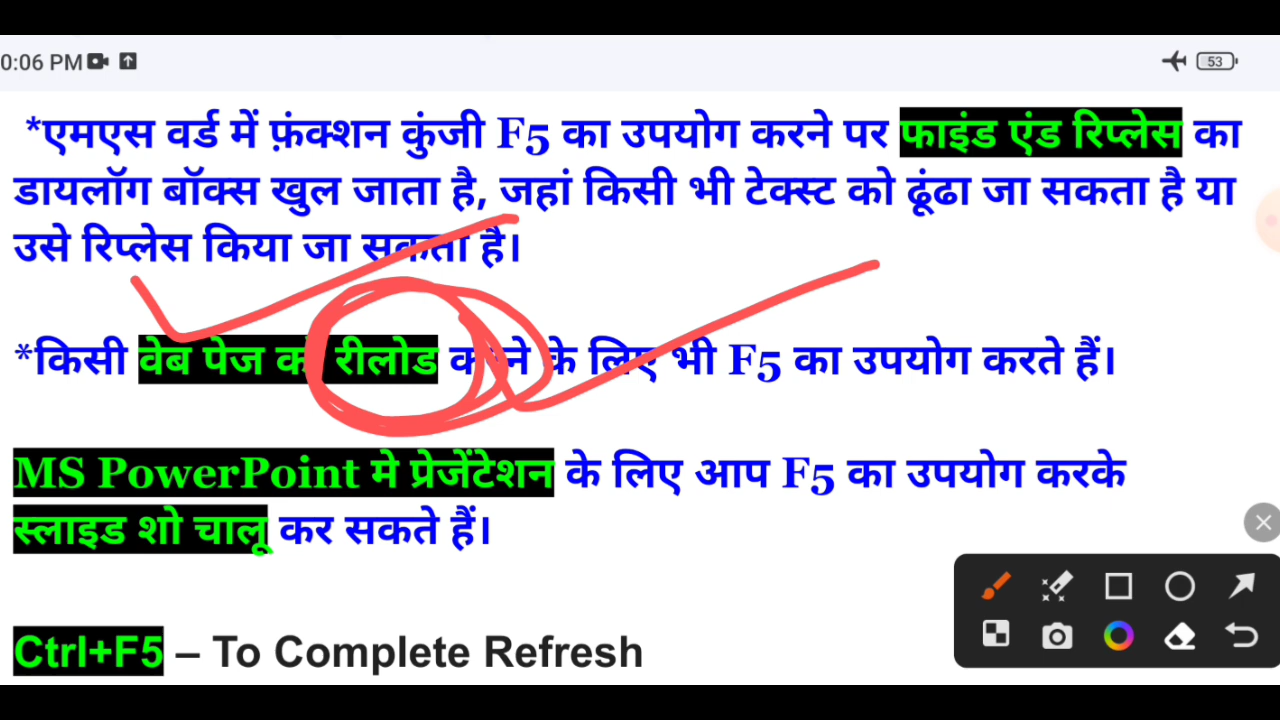 0:06 PM
53
*एमएस वर्ड में फ़ंक्शन कुंजी F5 का उपयोग करने पर फाइंड एंड रिप्लेस का
डायलॉग बॉक्स खुल जाता है, जहां किसी भी टेक्स्ट को ढूंढा जा सकता है या
उसे रिप्लेस किया जा सकता है।
*किसी वेब पेज को रीलोड करने के लिए भी F5 का उपयोग करते हैं।
MS PowerPoint मे प्रेजेंटेशन के लिए आप F5 का उपयोग करके
स्लाइड शो चालू कर सकते हैं।
Ctrl+F5 – To Complete Refresh